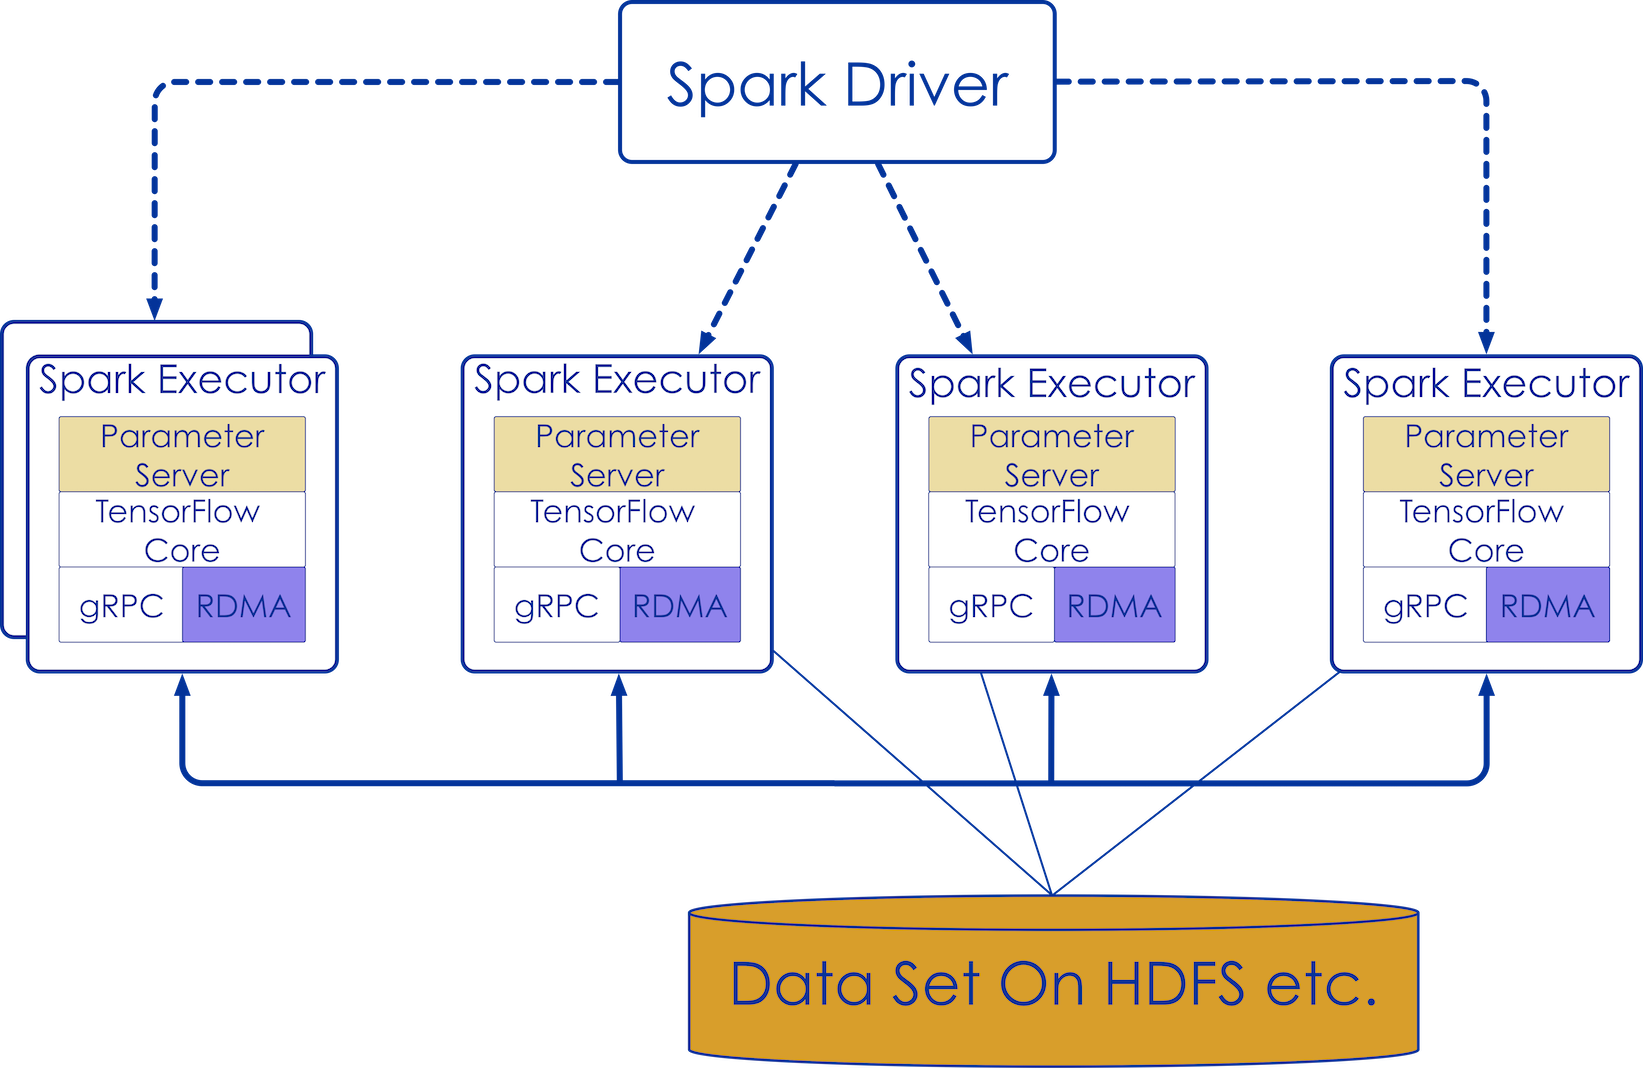 Spark Driver
Spark Executor
Parameter
Server
TensorFlow
Core
gRPC RDMA
Spark Executor
Parameter
Server
TensorFlow
Core
gRPC RDMA
Spark Executor
Parameter
Server
TensorFlow
Core
gRPC RDMA
Spark Executor
Parameter
Server
TensorFlow
Core
gRPC RDMA
Data Set On HDFS etc.